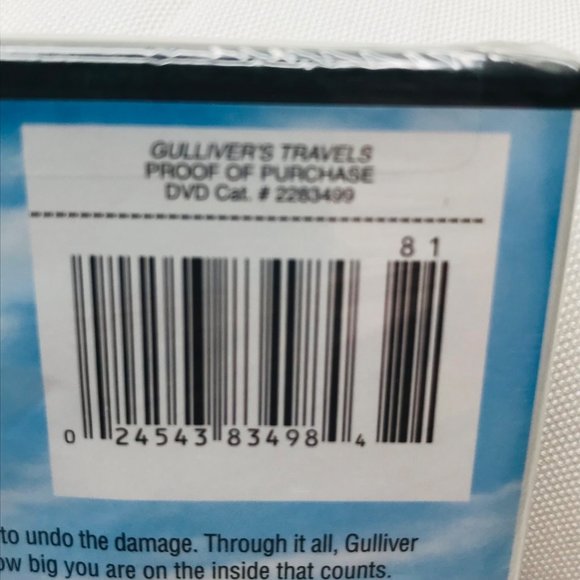 GULLIVER'S TRAVELS
PROOF OF PURCHASE
DVD Cat. # 2283499
8 1
0 24543 83498 4
to undo the damage. Through it all, Gulliver
ow big you are on the inside that counts.